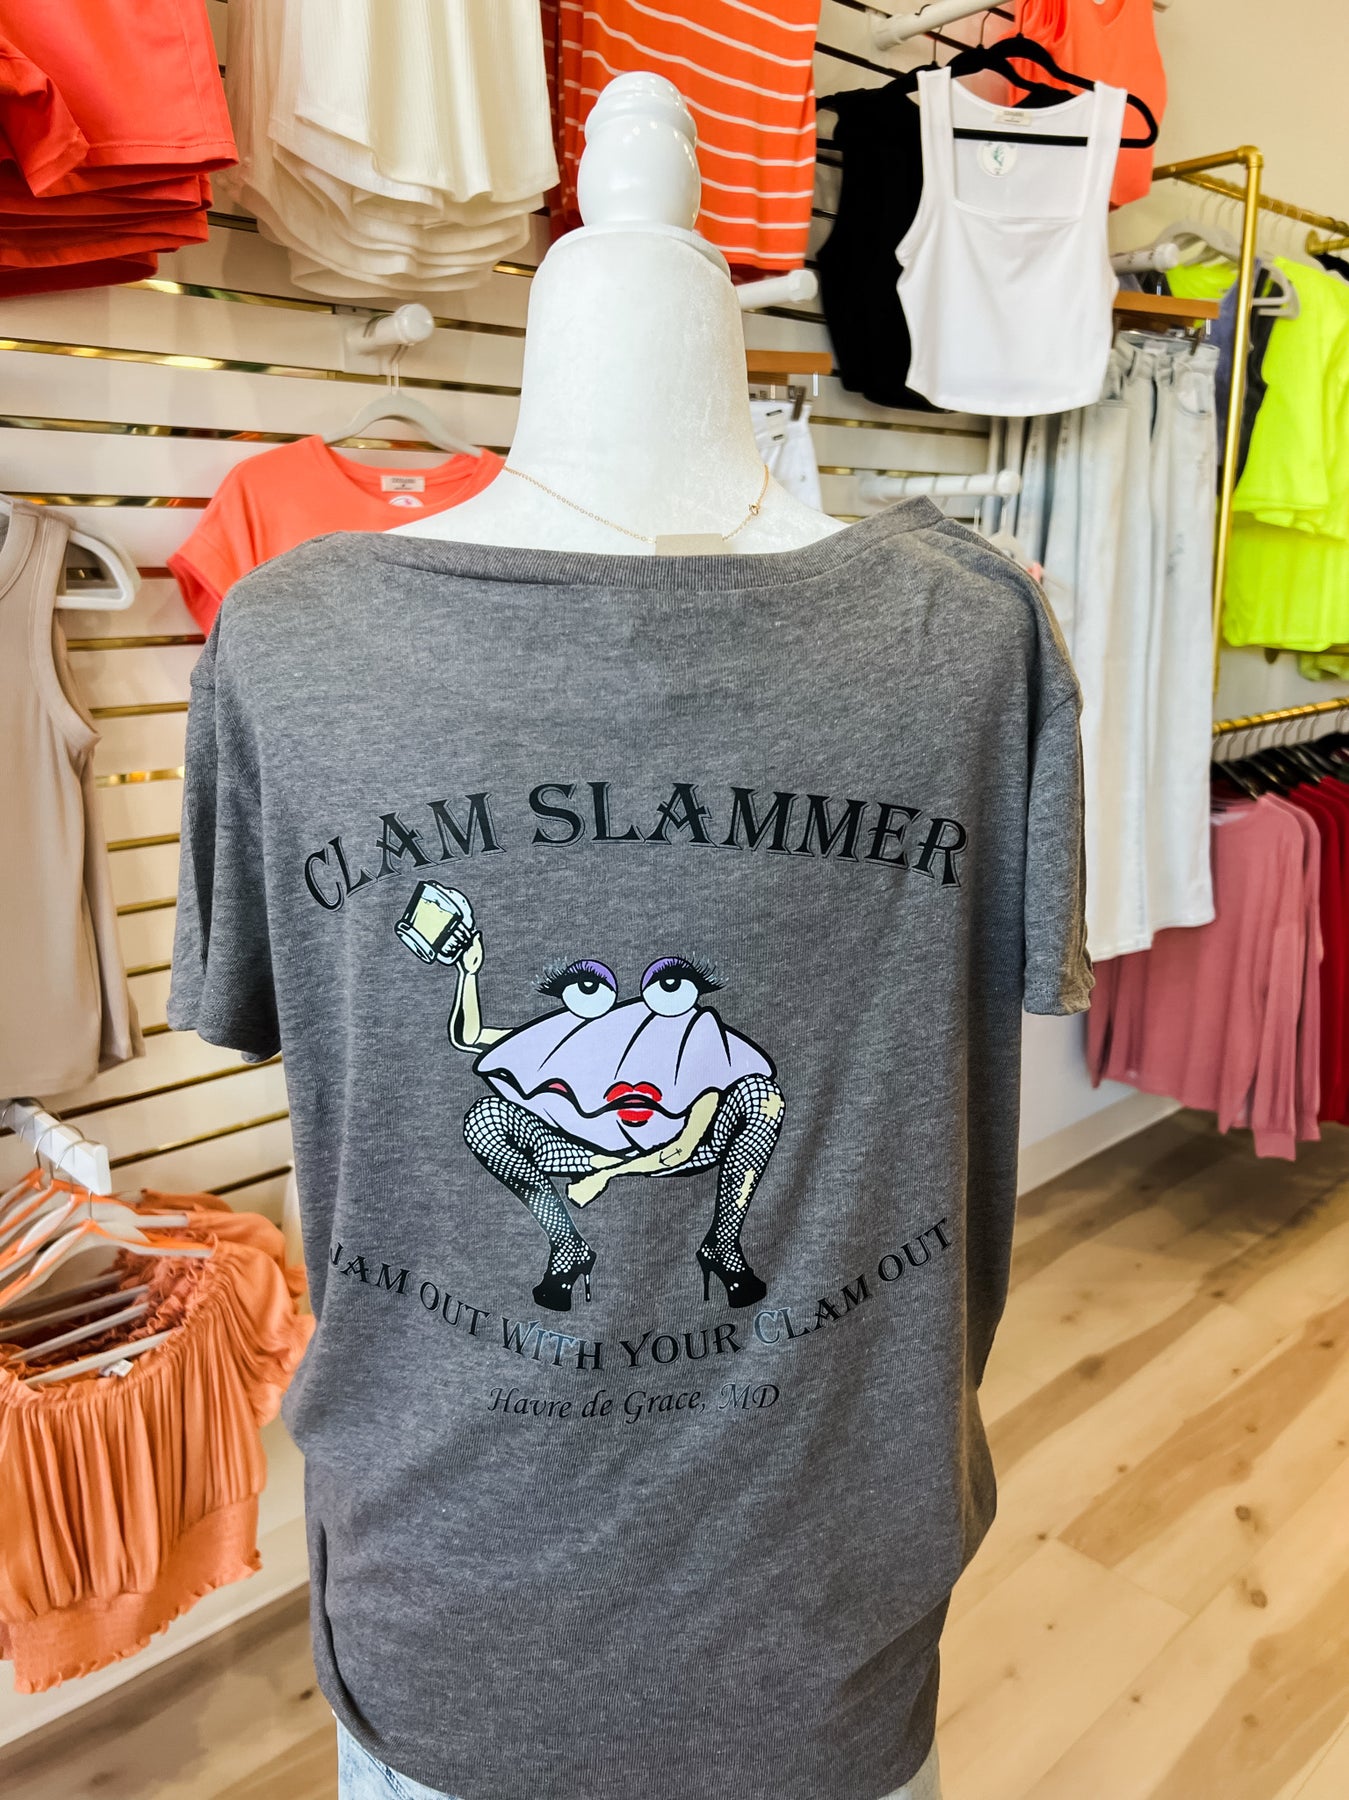 CLAM SLAMMER
JAM OUT WITH YOUR CLAM OUT
Havre de Grace, MD